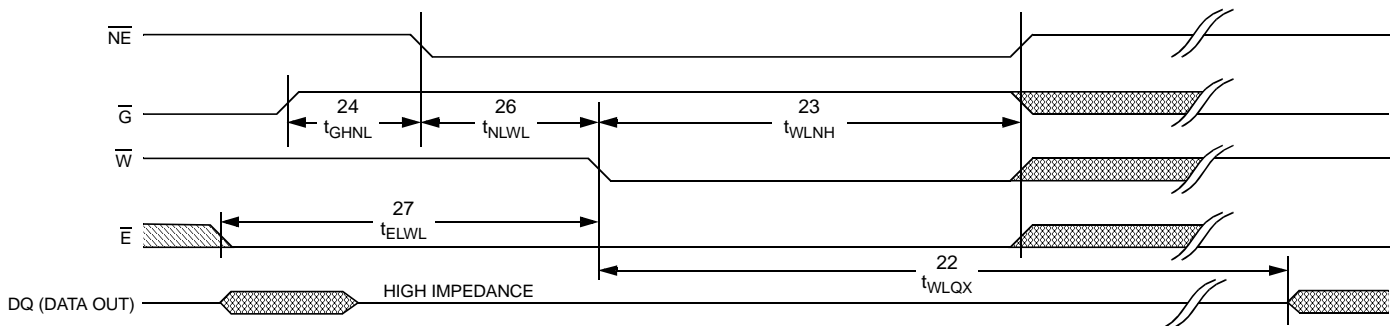 NE
G
24
tGHNL
26
tNLWL
23
tWLNH
W
27
tELWL
E
22
tWLQX
DQ (DATA OUT)
HIGH IMPEDANCE